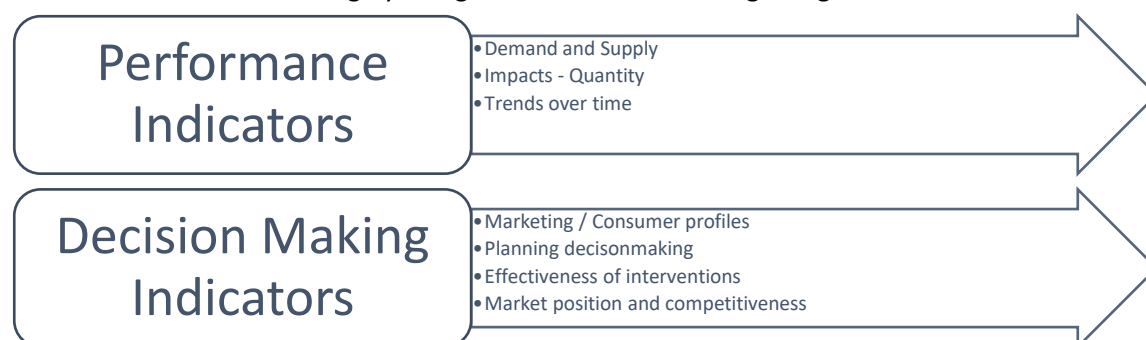 Performance
Indicators
•Demand and Supply
•Impacts - Quantity
•Trends over time
Decision Making
Indicators
•Marketing / Consumer profiles
•Planning decisonmaking
•Effectiveness of interventions
•Market position and competitiveness